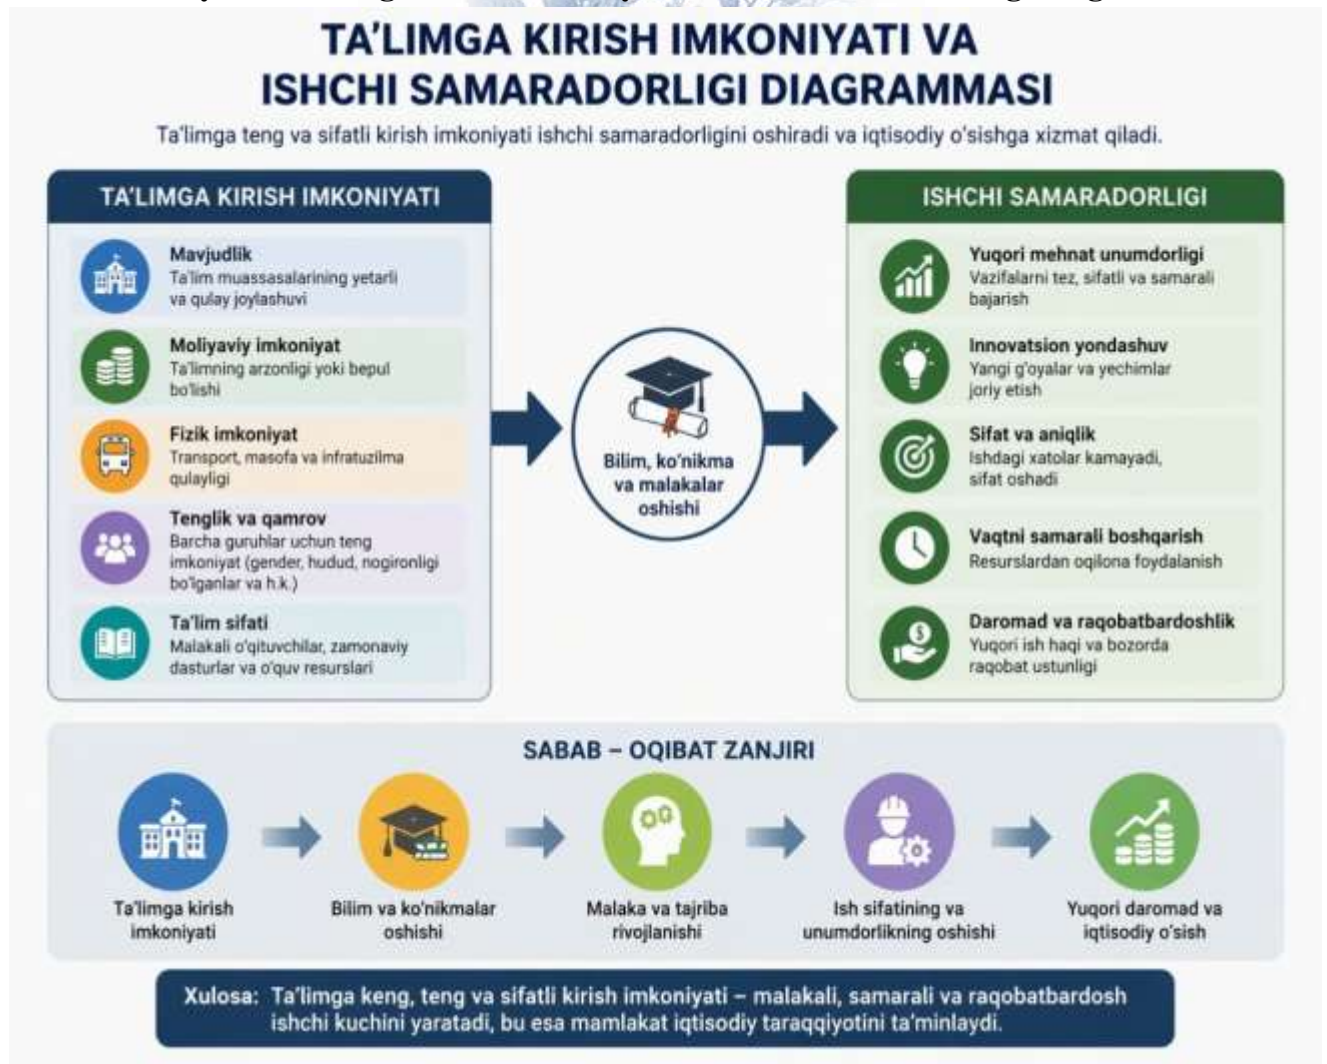 TA’LIMGA KIRISH IMKONIYATI VA
ISHCHI SAMARADORLIGI DIAGRAMMASI
Ta’limga teng va sifatli kirish imkoniyati ishchi samaradorligini oshiradi va iqtisodiy o‘sishga xizmat qiladi.
TA’LIMGA KIRISH IMKONIYATI
Mavjudlik
Ta’lim muassasalarining yetarli
va qulay joylashuvi
Moliyaviy imkoniyat
Ta’limning arzonligi yoki bepul
bo‘lishi
Fizik imkoniyat
Transport, masofa va infratuzilma
qulayligi
Tenglik va qamrov
Barcha guruhlar uchun teng
imkoniyat (gender, hudud, nogironligi
bo‘lganlar va h.k.)
Ta’lim sifati
Malakali o‘qituvchilar, zamonaviy
dasturlar va o‘quv resurslari
Bilim, ko‘nikma
va malakalar
oshishi
ISHCHI SAMARADORLIGI
Yuqori mehnat unumdorligi
Vazifalarni tez, sifatli va samarali
bajarish
Innovatsion yondashuv
Yangi g‘oyalar va yechimlar
joriy etish
Sifat va aniqlik
Ishdagi xatolar kamayadi,
sifat oshadi
Vaqtni samarali boshqarish
Resurslardan oqilona foydalanish
Daromad va raqobatbardoshlik
Yuqori ish haqi va bozorda
raqobat ustunligi
SABAB – OQIBAT ZANJIRI
Ta’limga kirish
imkoniyati
Bilim va ko‘nikmalar
oshishi
Malaka va tajriba
rivojlanishi
Ish sifatining va
unumdorlikning oshishi
Yuqori daromad va
iqtisodiy o‘sish
Xulosa: Ta’limga keng, teng va sifatli kirish imkoniyati – malakali, samarali va raqobatbardosh
ishchi kuchini yaratadi, bu esa mamlakat iqtisodiy taraqqiyotini ta’minlaydi.